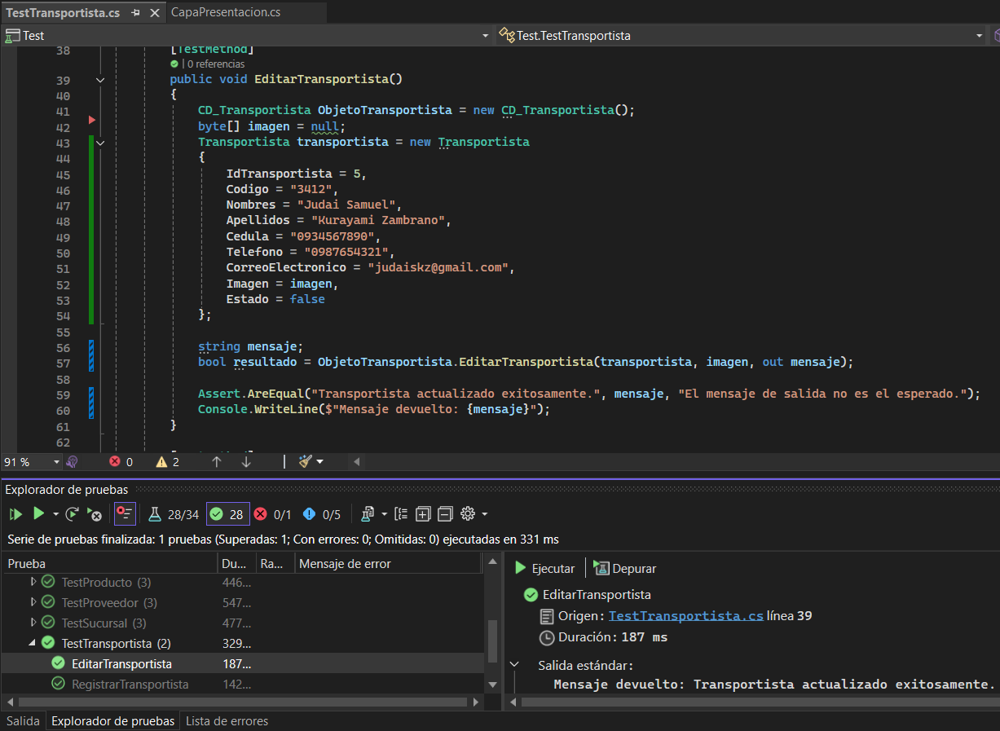 TestTransportista.cs CapaPresentacion.cs
Test Test.TestTransportista
38 [TestMethod]
| 0 referencias
39 public void EditarTransportista()
40 {
41 CD_Transportista ObjetoTransportista = new CD_Transportista();
42 byte[] imagen = null;
43 Transportista transportista = new Transportista
44 {
45 IdTransportista = 5,
46 Codigo = "3412",
47 Nombres = "Judai Samuel",
48 Apellidos = "Kurayami Zambrano",
49 Cedula = "0934567890",
50 Telefono = "0987654321",
51 CorreoElectronico = "judaiskz@gmail.com",
52 Imagen = imagen,
53 Estado = false
54 };
55
56 string mensaje;
57 bool resultado = ObjetoTransportista.EditarTransportista(transportista, imagen, out mensaje);
58
59 Assert.AreEqual("Transportista actualizado exitosamente.", mensaje, "El mensaje de salida no es el esperado.");
60 Console.WriteLine($"Mensaje devuelto: {mensaje}");
61 }
62
91 % 0 2
Explorador de pruebas
28/34 28 0/1 0/5
Serie de pruebas finalizada: 1 pruebas (Superadas: 1; Con errores: 0; Omitidas: 0) ejecutadas en 331 ms
Prueba Du... Ra... Mensaje de error
TestProducto (3) 446...
TestProveedor (3) 547...
TestSucursal (3) 477...
TestTransportista (2) 329...
EditarTransportista 187...
RegistrarTransportista 142...
Ejecutar Depurar
EditarTransportista
Origen: TestTransportista.cs línea 39
Duración: 187 ms
Salida estándar:
Mensaje devuelto: Transportista actualizado exitosamente.
Salida Explorador de pruebas Lista de errores